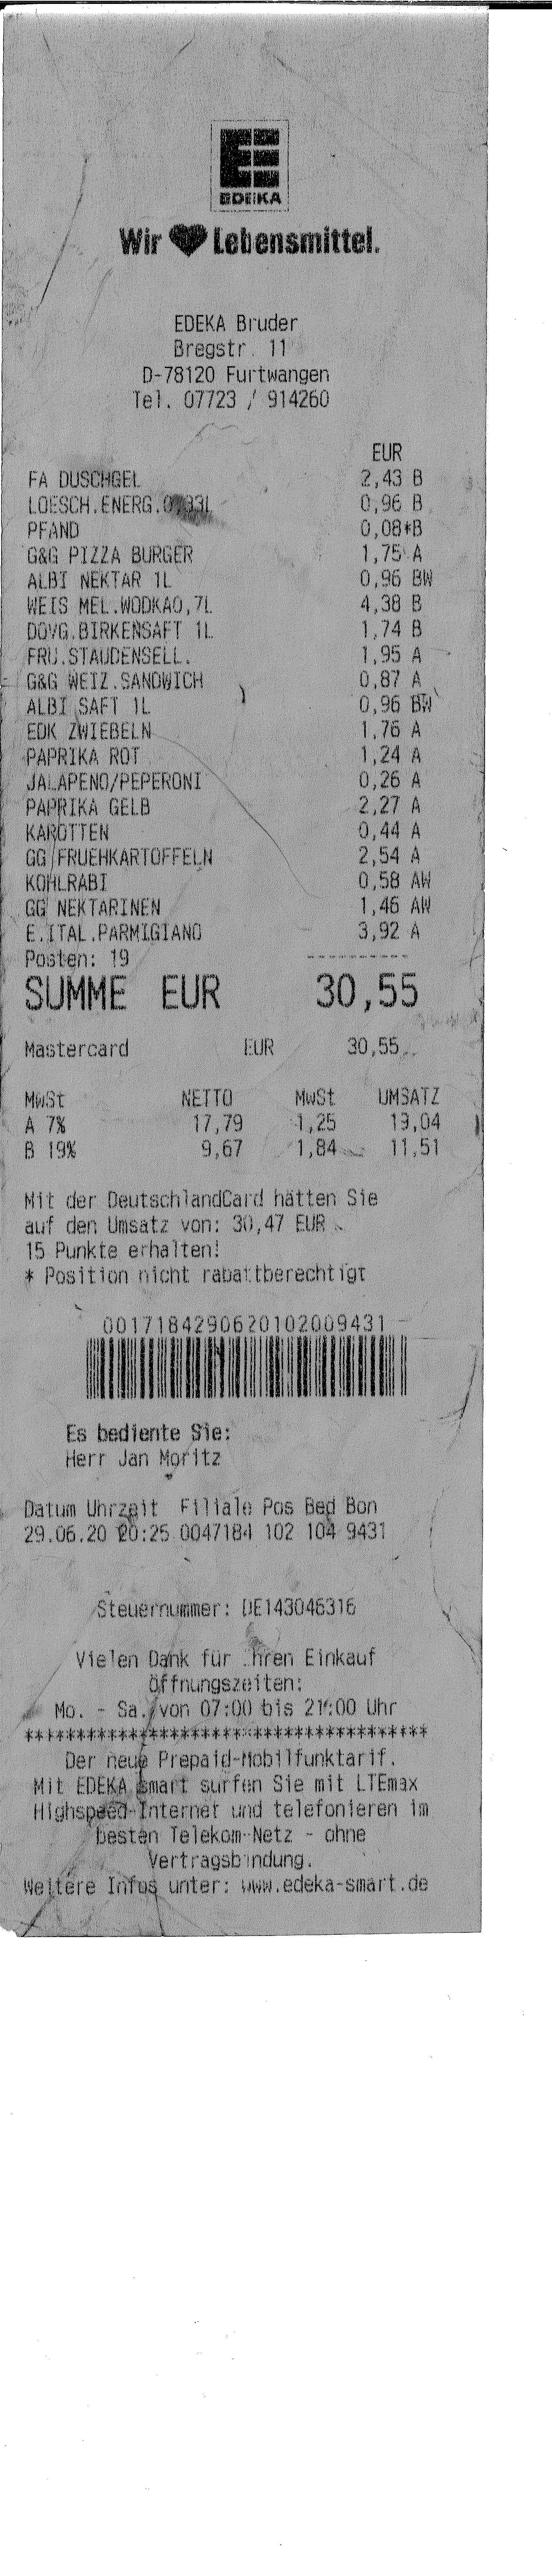 EDEKA
Wir Lebensmittel.
EDEKA Bruder
Bregstr. 11
D-78120 Furtwangen
Tel. 07723 / 914260
EUR
FA DUSCHGEL 2,43 B
LOESCH.ENERG.0,33L 0,96 B
PFAND 0,08*B
G&G PIZZA BURGER 1,75 A
ALBI NEKTAR 1L 0,96 BW
WEIS MEL.WODKA0,7L 4,38 B
DOVG.BIRKENSAFT 1L 1,74 B
FRU.STAUDENSELL. 1,95 A
G&G WEIZ.SANDWICH 0,87 A
ALBI SAFT 1L 0,96 BW
EDK ZWIEBELN 1,76 A
PAPRIKA ROT 1,24 A
JALAPENO/PEPERONI 0,26 A
PAPRIKA GELB 2,27 A
KAROTTEN 0,44 A
GG FRUEHKARTOFFELN 2,54 A
KOHLRABI 0,58 AW
GG NEKTARINEN 1,46 AW
E.ITAL.PARMIGIANO 3,92 A
Posten: 19 ----------
SUMME EUR 30,55
Mastercard EUR 30,55
MwSt NETTO MwSt UMSATZ
A 7% 17,79 1,25 19,04
B 19% 9,67 1,84 11,51
Mit der DeutschlandCard hätten Sie
auf den Umsatz von: 30,47 EUR
15 Punkte erhalten!
* Position nicht rabattberechtigt
0017184290620102009431
Es bediente Sie:
Herr Jan Moritz
Datum Uhrzeit Filiale Pos Bed Bon
29.06.20 20:25 0047184 102 104 9431
Steuernummer: DE143046316
Vielen Dank für Ihren Einkauf
Öffnungszeiten:
Mo. - Sa. von 07:00 bis 21:00 Uhr
***************************************
Der neue Prepaid-Mobilfunktarif.
Mit EDEKA smart surfen Sie mit LTEmax
Highspeed-Internet und telefonieren im
besten Telekom-Netz - ohne
Vertragsbindung.
Weitere Infos unter: www.edeka-smart.de